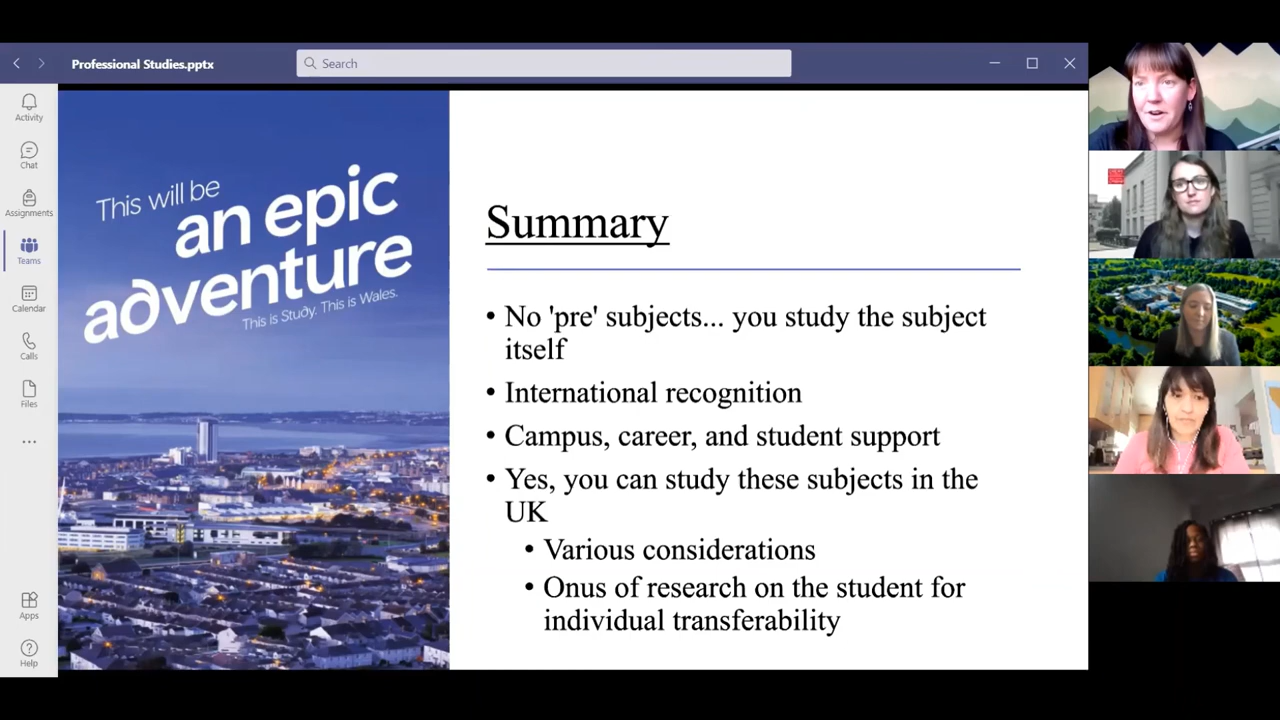 Professional Studies.pptx
Search
Activity
Chat
Assignments
Teams
Calendar
Calls
Files
Apps
Help
This will be
an epic
adventure
This is Study. This is Wales.
Summary
• No 'pre' subjects... you study the subject
itself
• International recognition
• Campus, career, and student support
• Yes, you can study these subjects in the
UK
• Various considerations
• Onus of research on the student for
individual transferability